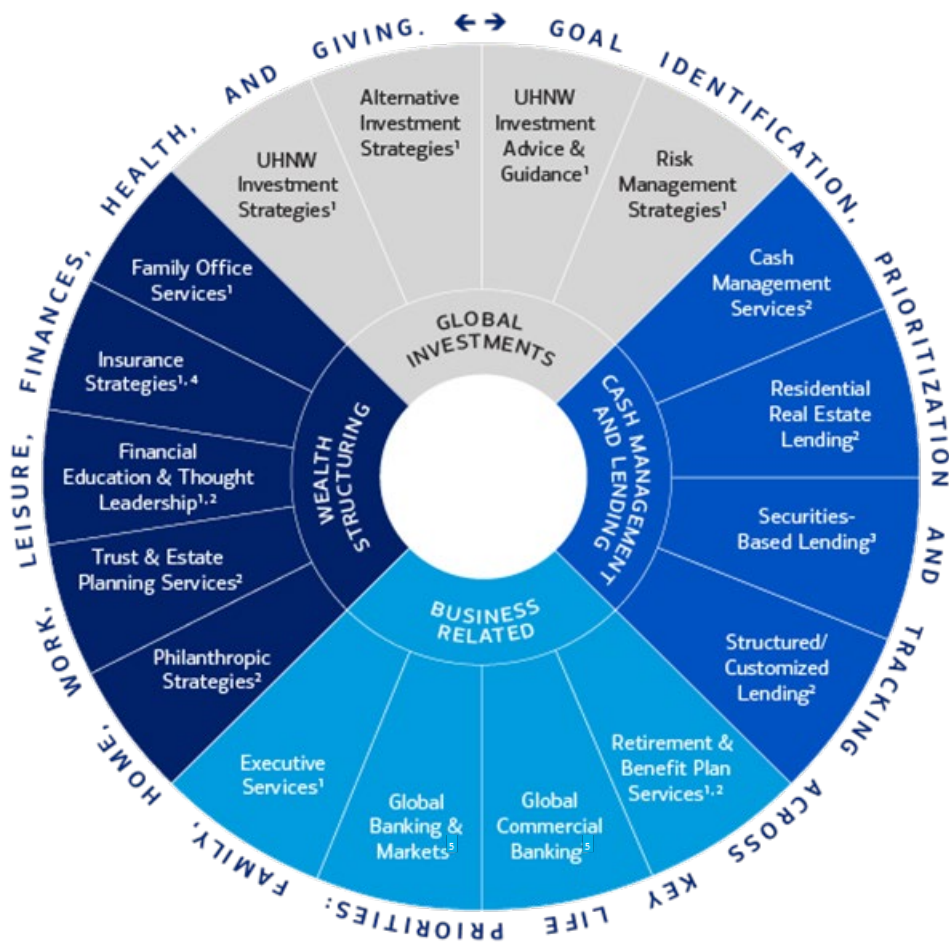 GOAL IDENTIFICATION, PRIORITIZATION AND TRACKING ACROSS KEY LIFE PRIORITIES: FAMILY, HOME, WORK, LEISURE, FINANCES, HEALTH, AND GIVING. ←→
GLOBAL
INVESTMENTS
UHNW
Investment
Strategies¹
Alternative
Investment
Strategies¹
UHNW
Investment
Advice &
Guidance¹
Risk
Management
Strategies¹
CASH MANAGEMENT
AND LENDING
Cash
Management
Services²
Residential
Real Estate
Lending²
Securities-
Based Lending³
Structured/
Customized
Lending²
BUSINESS
RELATED
Retirement &
Benefit Plan
Services¹,²
Global
Commercial
Banking⁵
Global
Banking &
Markets⁵
Executive
Services¹
WEALTH
STRUCTURING
Philanthropic
Strategies²
Trust & Estate
Planning Services²
Financial
Education & Thought
Leadership¹,²
Insurance
Strategies¹,⁴
Family Office
Services¹